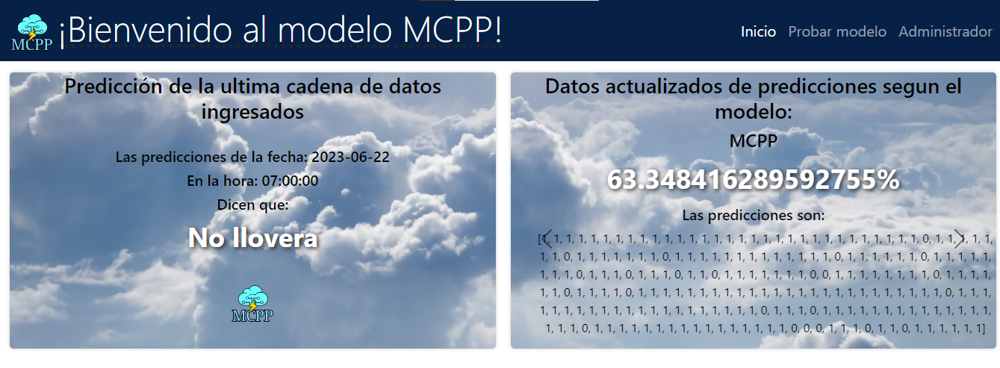 MCPP
¡Bienvenido al modelo MCPP!
Inicio Probar modelo Administrador
Predicción de la ultima cadena de datos
ingresados
Las predicciones de la fecha: 2023-06-22
En la hora: 07:00:00
Dicen que:
No llovera
MCPP
Datos actualizados de predicciones segun el
modelo:
MCPP
63.348416289592755%
Las predicciones son:
[1, 1, 1, 1, 1, 1, 1, 1, 1, 1, 1, 1, 1, 1, 1, 1, 1, 1, 1, 1, 1, 1, 1, 1, 1, 1, 1, 1, 1, 1, 1, 0, 1, 1, 1, 1, 1,
1, 1, 0, 1, 1, 1, 1, 1, 1, 1, 0, 1, 1, 1, 1, 1, 1, 1, 1, 1, 1, 1, 1, 1, 0, 1, 1, 1, 1, 1, 1, 0, 1, 1, 1, 1, 1,
1, 1, 1, 0, 1, 1, 1, 0, 1, 1, 0, 1, 1, 1, 1, 1, 1, 1, 0, 0, 1, 1, 1, 1, 1, 1, 1, 1, 0, 1, 1, 1, 1,
1, 1, 0, 1, 1, 1, 1, 0, 1, 1, 1, 1, 1, 1, 1, 1, 1, 1, 1, 1, 1, 1, 1, 1, 1, 1, 1, 1, 1, 1, 1, 1, 1, 0, 1, 1, 1,
1, 1, 1, 1, 1, 1, 1, 1, 1, 1, 1, 1, 1, 1, 1, 1, 1, 1, 0, 1, 1, 1, 0, 1, 1, 1, 1, 1, 1, 1, 1, 1, 1, 1, 1,
1, 1, 1, 0, 1, 1, 1, 1, 1, 1, 1, 1, 1, 1, 1, 1, 1, 1, 1, 1, 0, 0, 0, 1, 1, 1, 0, 1, 1, 0, 1, 1, 1, 1, 1, 1]